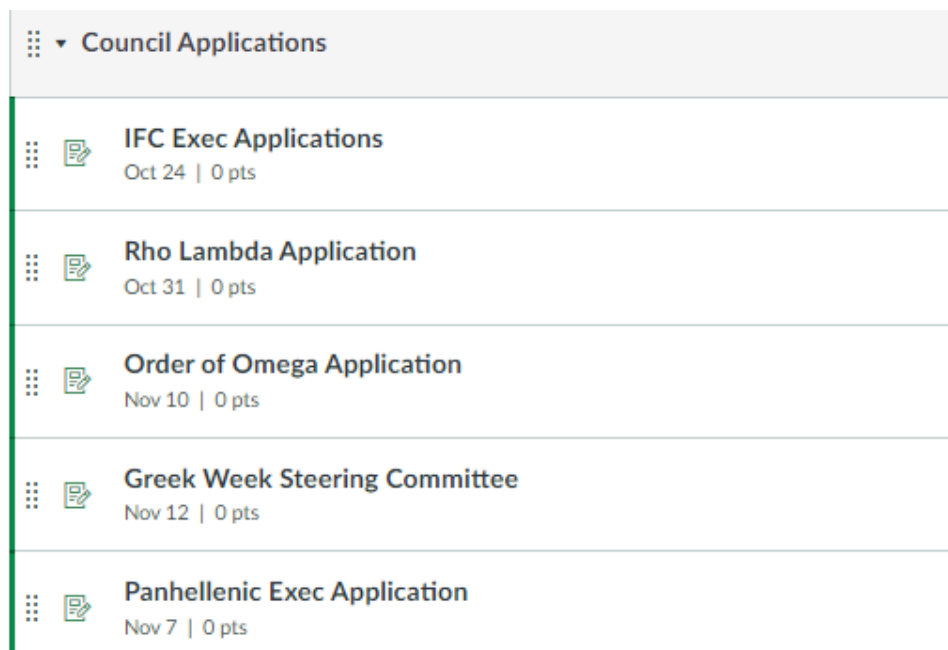 Council Applications
IFC Exec Applications
Oct 24 | 0 pts
Rho Lambda Application
Oct 31 | 0 pts
Order of Omega Application
Nov 10 | 0 pts
Greek Week Steering Committee
Nov 12 | 0 pts
Panhellenic Exec Application
Nov 7 | 0 pts